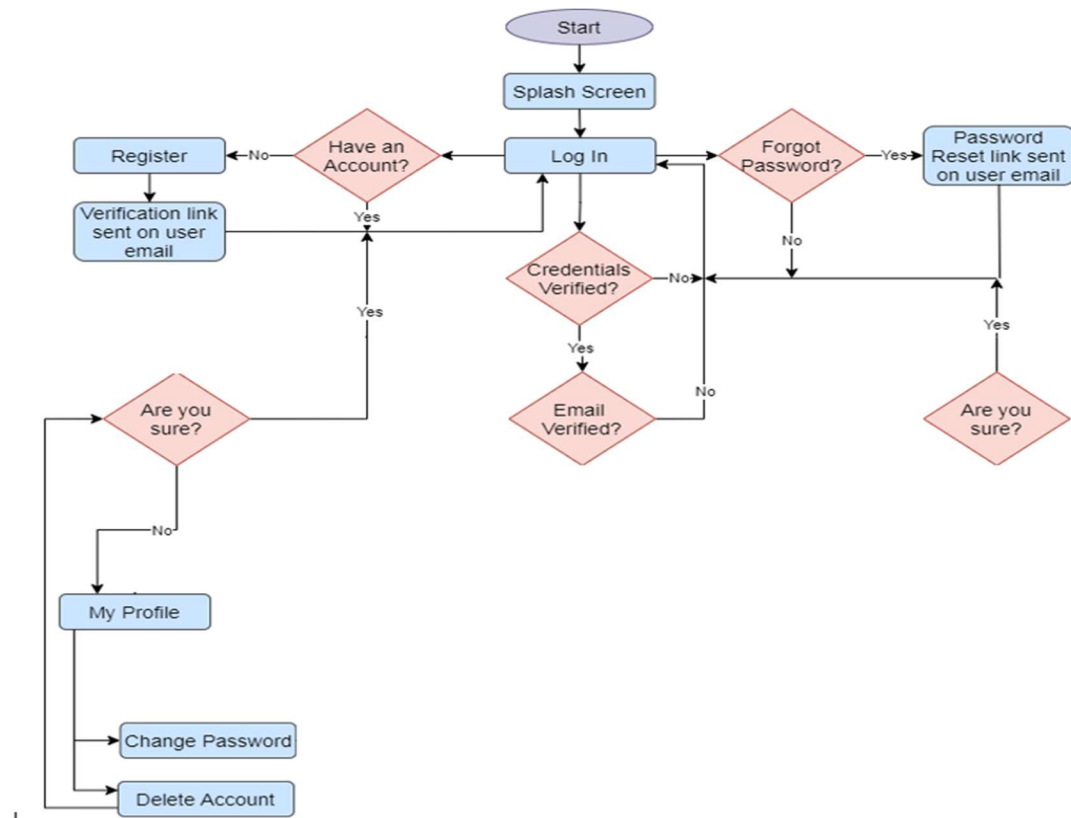 Start
Splash Screen
Register
No
Have an
Account?
Log In
Forgot
Password?
Yes
Password
Reset link sent
on user email
Verification link
sent on user
email
Yes
No
Credentials
Verified?
No
Yes
Yes
Yes
Are you
sure?
Email
Verified?
No
Are you
sure?
No
My Profile
Change Password
Delete Account